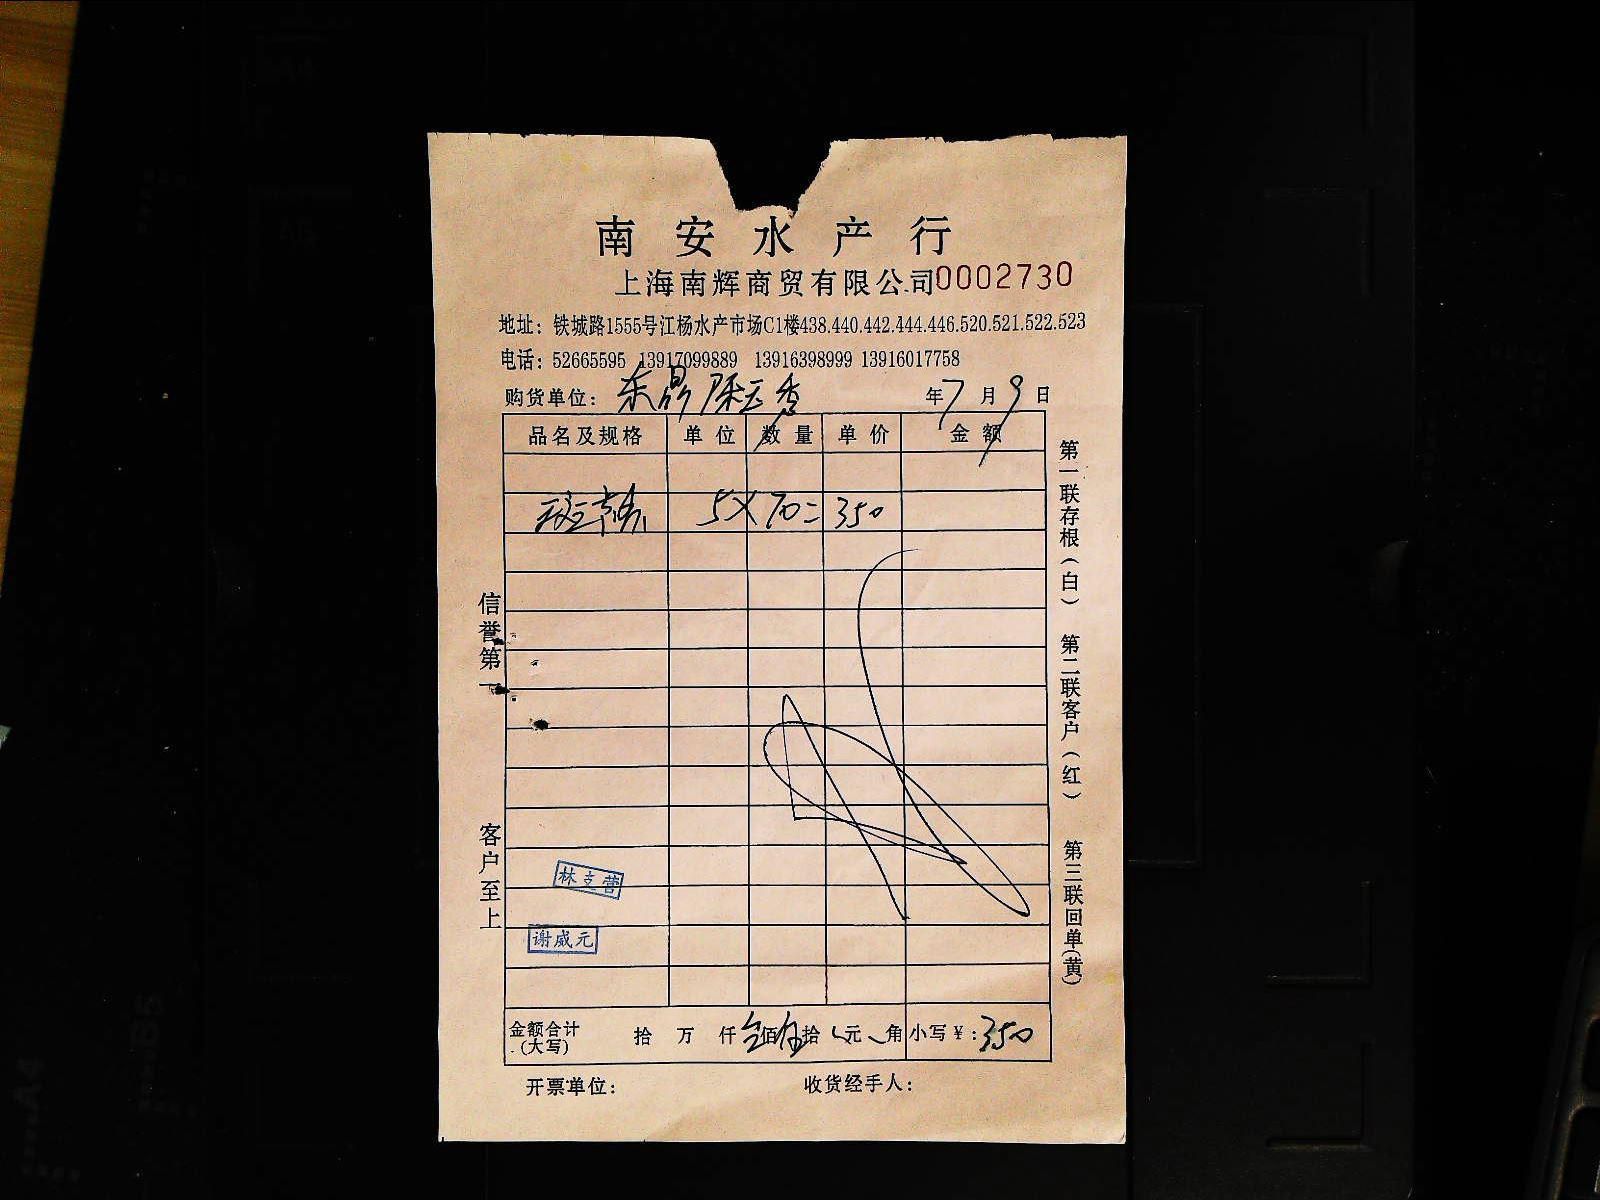 南安水产行
上海南辉商贸有限公司0002730
地址：铁城路1555号江杨水产市场C1楼438.440.442.444.446.520.521.522.523
电话：52665595 13917099889 13916398999 13916017758
购货单位： 年7月9日
品名及规格 单位 数量 单价 金额
5×70=350
林志营
谢威元
金额合计(大写) 拾 万 仟叁佰伍拾 元 角 小写¥:350
开票单位： 收货经手人：
信誉第一 客户至上
第一联存根(白) 第二联客户(红) 第三联回单(黄)